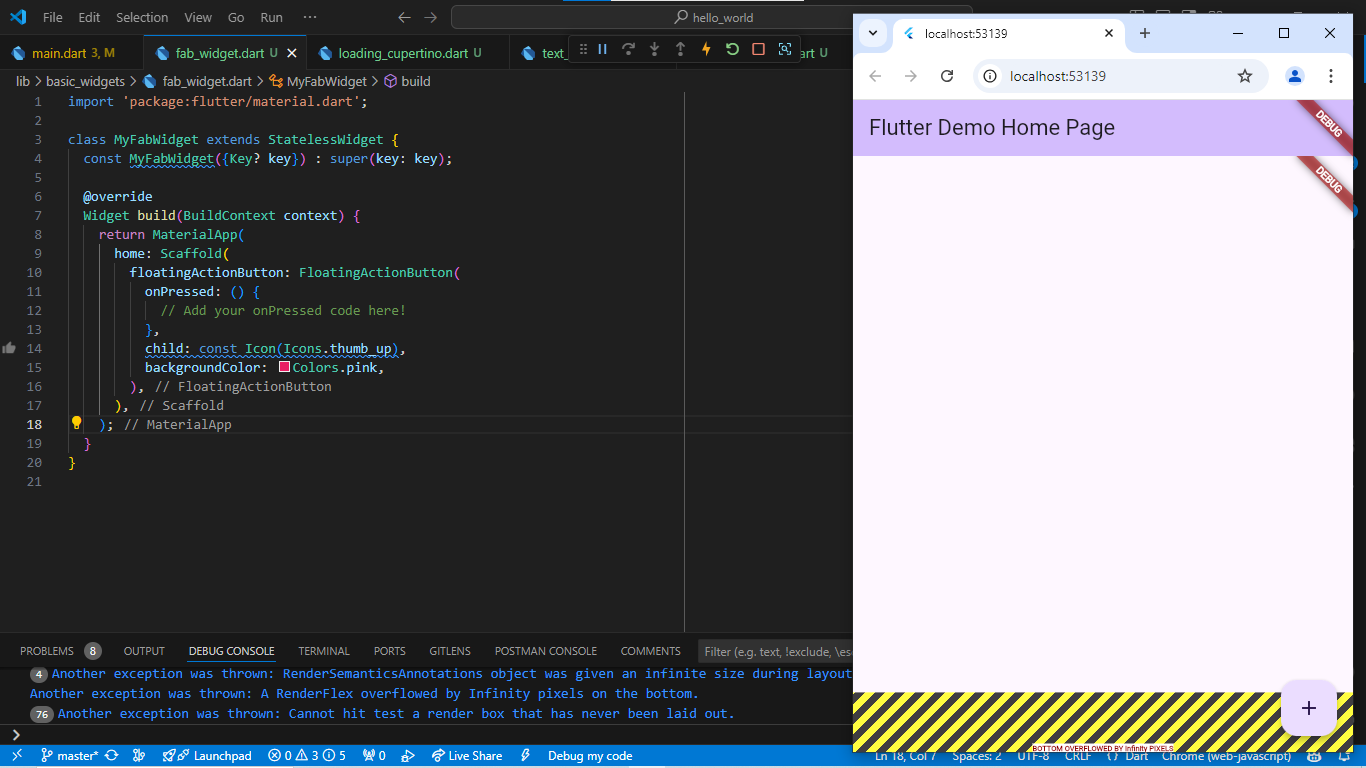 File Edit Selection View Go Run ···
hello_world
main.dart 3, M
fab_widget.dart U
loading_cupertino.dart U
text_
art U
lib > basic_widgets > fab_widget.dart > MyFabWidget > build
1 import 'package:flutter/material.dart';
2
3 class MyFabWidget extends StatelessWidget {
4 const MyFabWidget({Key? key}) : super(key: key);
5
6 @override
7 Widget build(BuildContext context) {
8 return MaterialApp(
9 home: Scaffold(
10 floatingActionButton: FloatingActionButton(
11 onPressed: () {
12 // Add your onPressed code here!
13 },
14 child: const Icon(Icons.thumb_up),
15 backgroundColor: Colors.pink,
16 ), // FloatingActionButton
17 ), // Scaffold
18 ); // MaterialApp
19 }
20 }
21
PROBLEMS 8 OUTPUT DEBUG CONSOLE TERMINAL PORTS GITLENS POSTMAN CONSOLE COMMENTS Filter (e.g. text, !exclude, \esc
4 Another exception was thrown: RenderSemanticsAnnotations object was given an infinite size during layout
Another exception was thrown: A RenderFlex overflowed by Infinity pixels on the bottom.
76 Another exception was thrown: Cannot hit test a render box that has never been laid out.
>
master* Launchpad 0 3 5 0 Live Share Debug my code
Ln 18, Col 7 Spaces: 2 UTF-8 CRLF {} Dart Chrome (web-javascript)
localhost:53139
localhost:53139
Flutter Demo Home Page
DEBUG
DEBUG
+
BOTTOM OVERFLOWED BY Infinity PIXELS